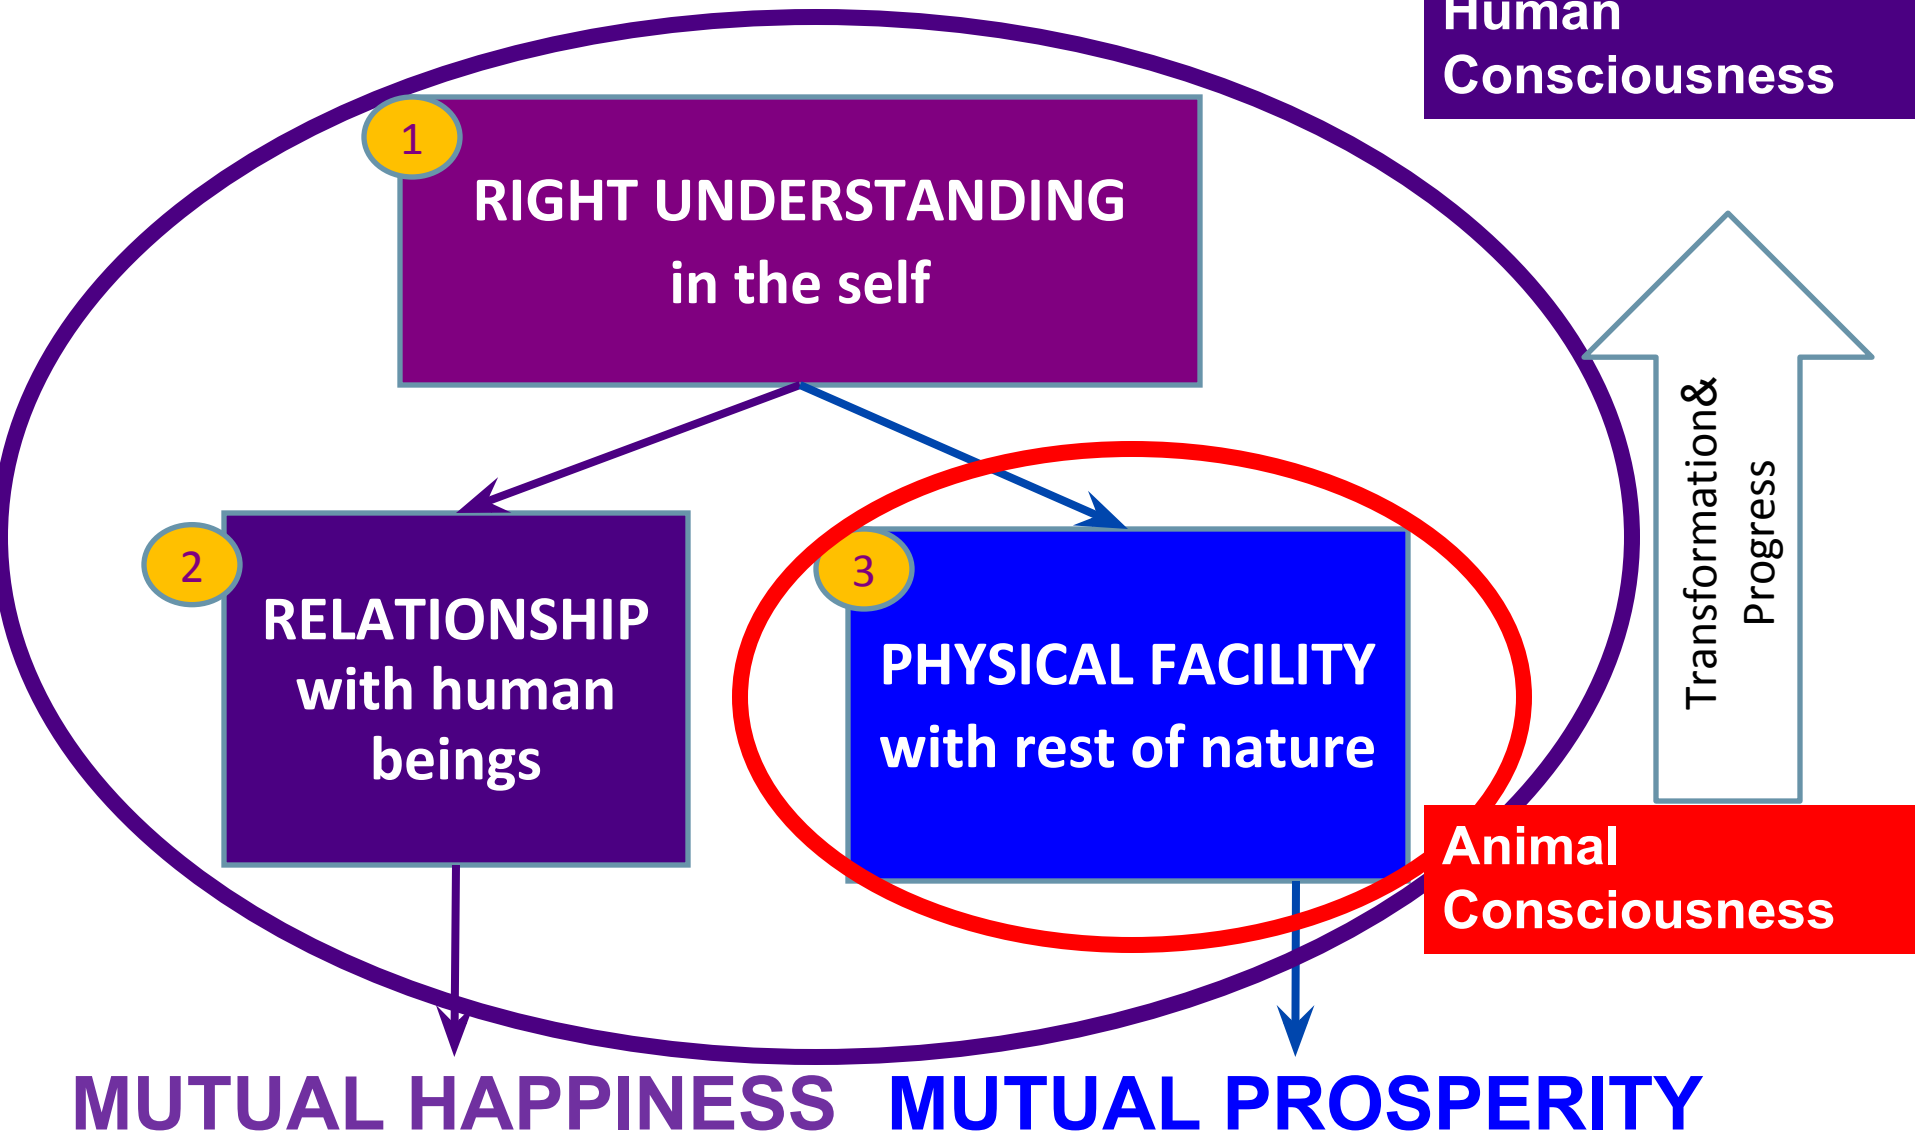 Human
Consciousness
1
RIGHT UNDERSTANDING
in the self
Transformation&
Progress
2
RELATIONSHIP
with human
beings
3
PHYSICAL FACILITY
with rest of nature
Animal
Consciousness
MUTUAL HAPPINESS
MUTUAL PROSPERITY